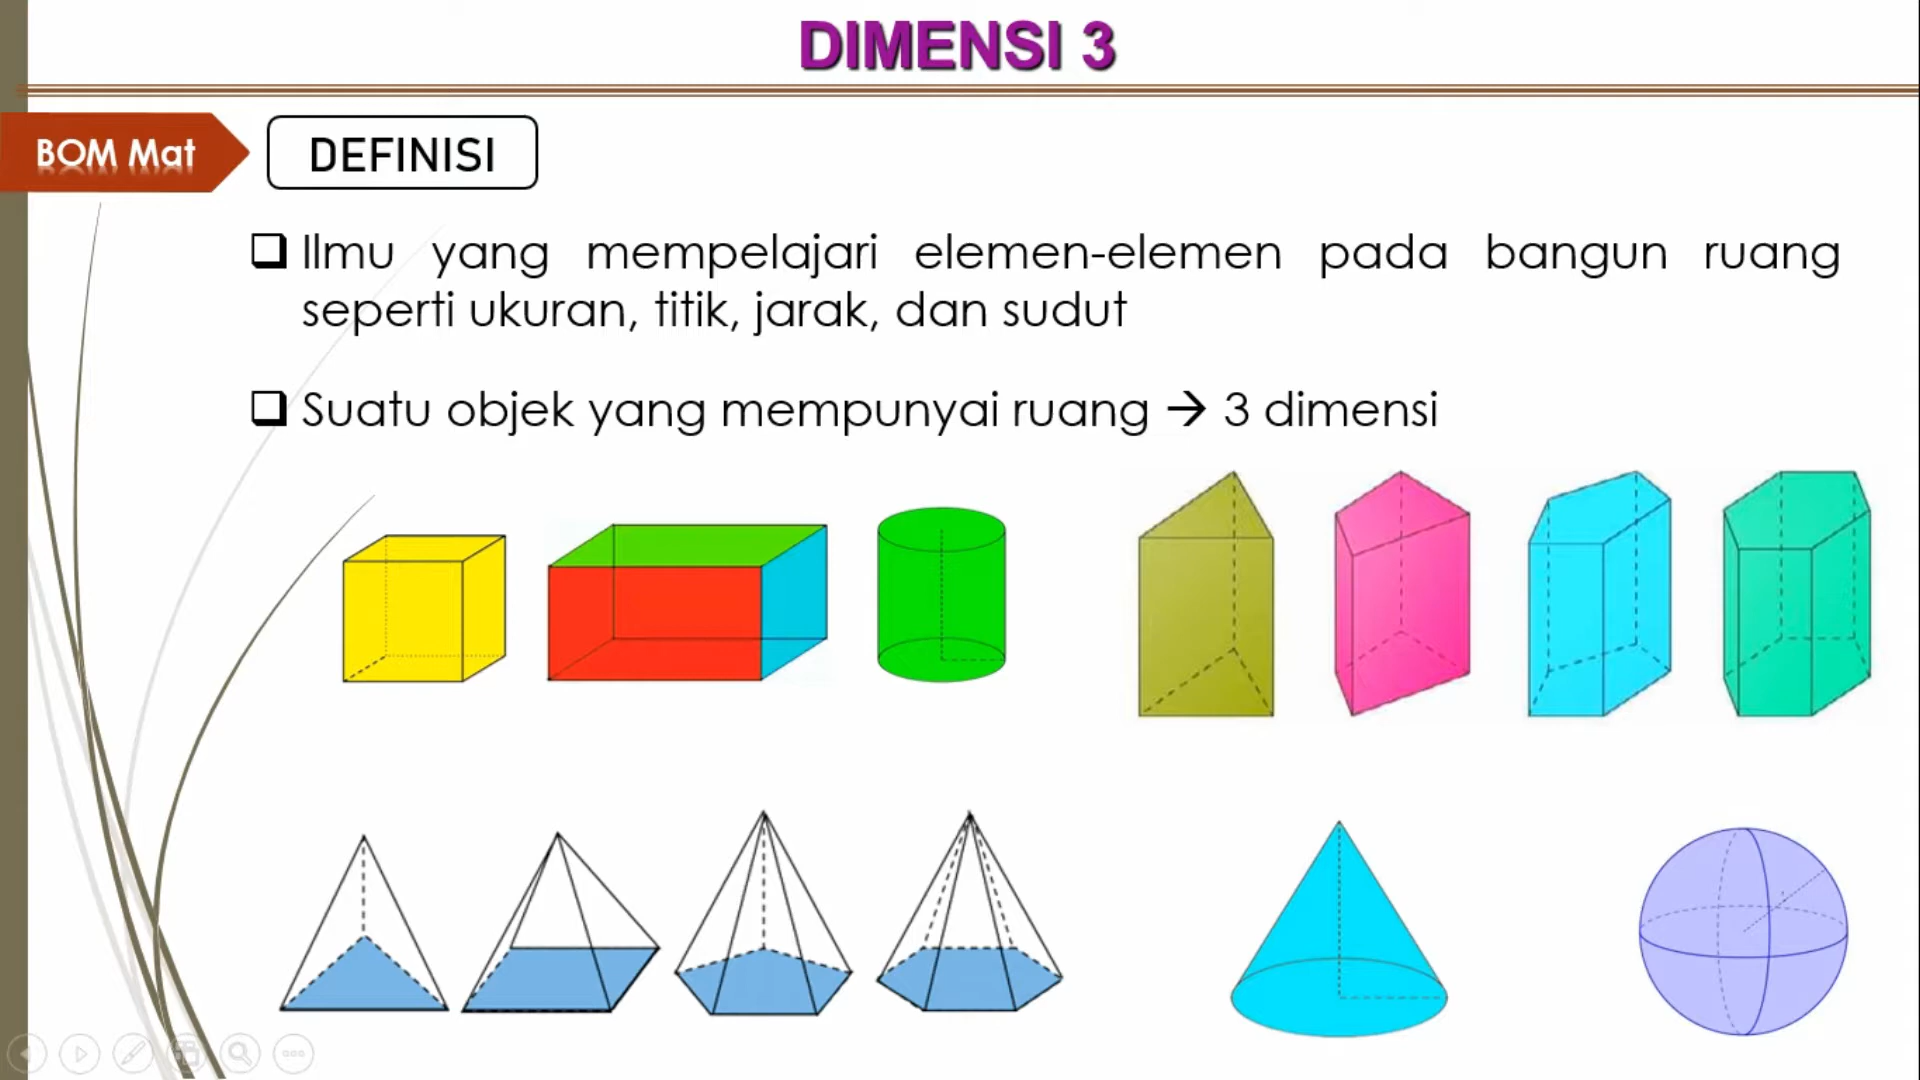 DIMENSI 3
BOM Mat
DEFINISI
❑ Ilmu yang mempelajari elemen-elemen pada bangun ruang
seperti ukuran, titik, jarak, dan sudut
❑ Suatu objek yang mempunyai ruang → 3 dimensi